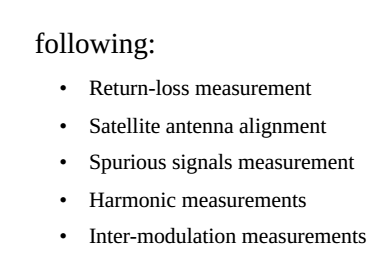 following:
• Return-loss measurement
• Satellite antenna alignment
• Spurious signals measurement
• Harmonic measurements
• Inter-modulation measurements